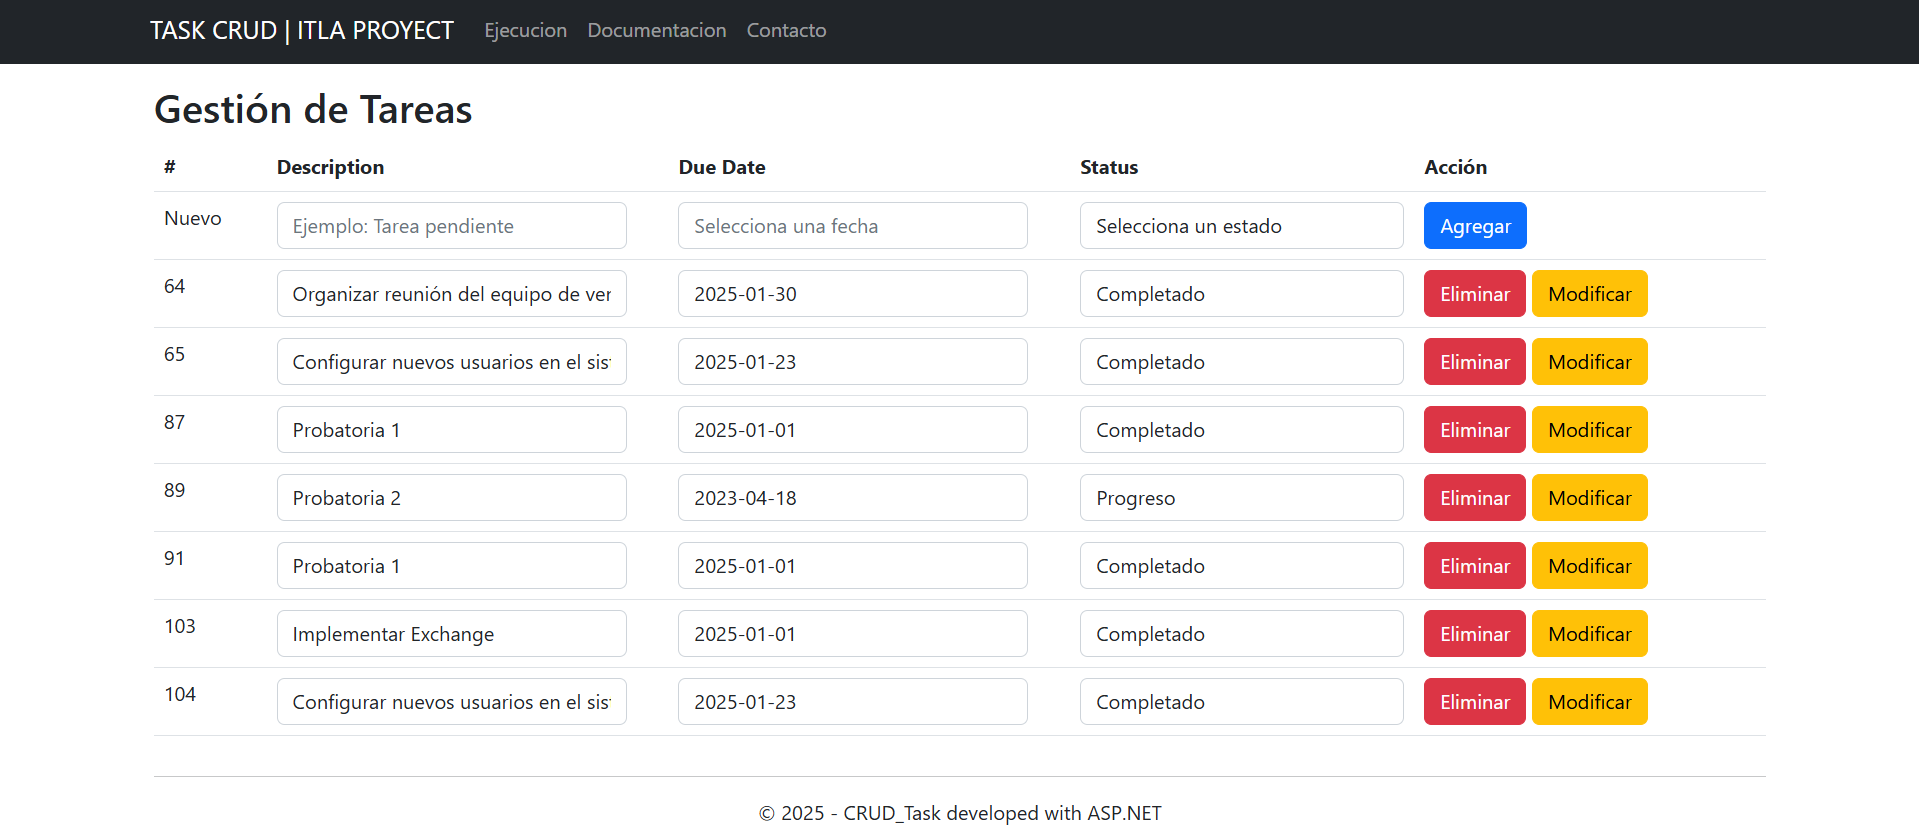 TASK CRUD | ITLA PROYECT Ejecucion Documentacion Contacto
Gestión de Tareas
# Description Due Date Status Acción
Nuevo Ejemplo: Tarea pendiente Selecciona una fecha Selecciona un estado Agregar
64 Organizar reunión del equipo de ver 2025-01-30 Completado Eliminar Modificar
65 Configurar nuevos usuarios en el sis 2025-01-23 Completado Eliminar Modificar
87 Probatoria 1 2025-01-01 Completado Eliminar Modificar
89 Probatoria 2 2023-04-18 Progreso Eliminar Modificar
91 Probatoria 1 2025-01-01 Completado Eliminar Modificar
103 Implementar Exchange 2025-01-01 Completado Eliminar Modificar
104 Configurar nuevos usuarios en el sis 2025-01-23 Completado Eliminar Modificar
© 2025 - CRUD_Task developed with ASP.NET